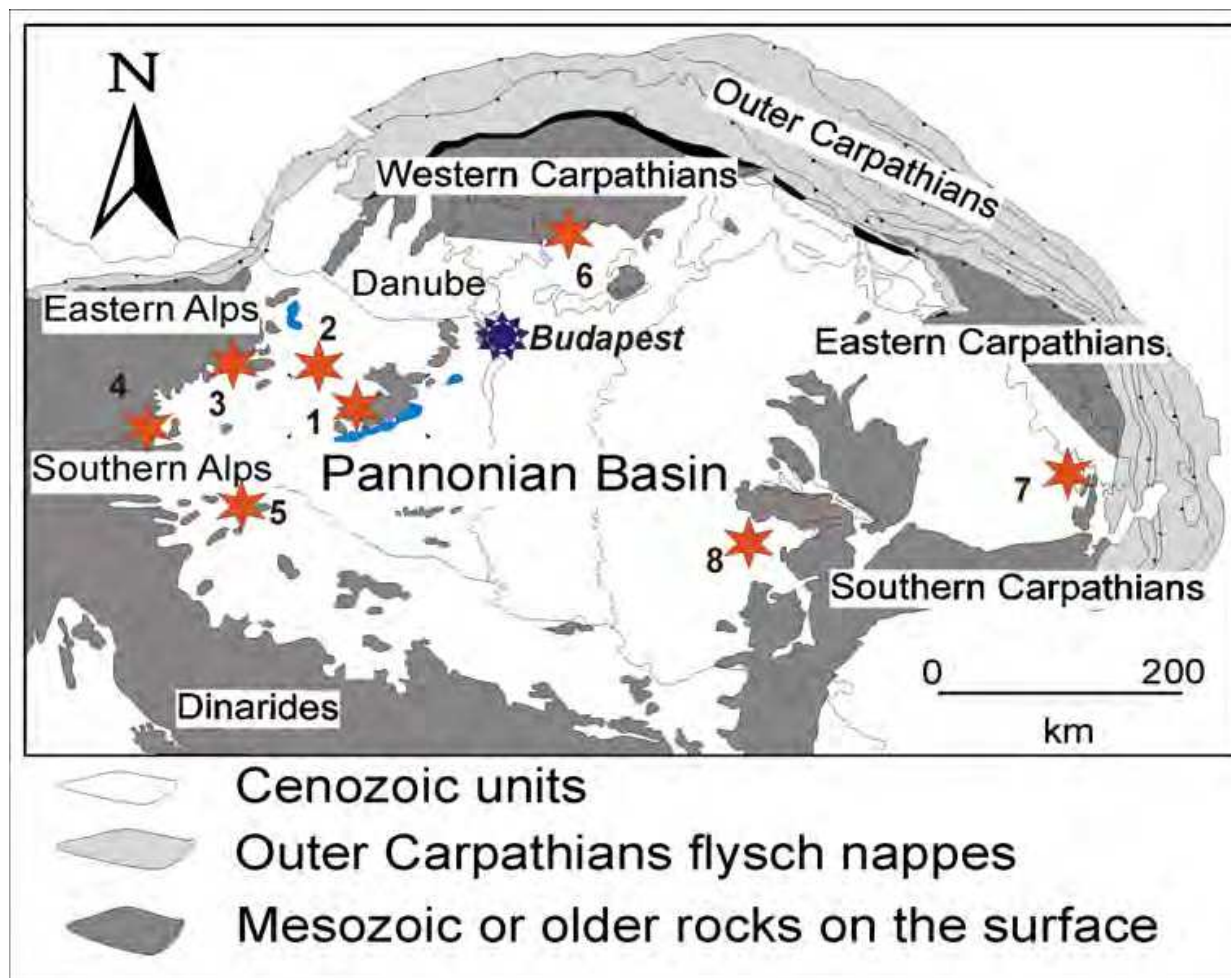 N
Outer Carpathians
Western Carpathians
6
Danube
Eastern Alps
2
Budapest
Eastern Carpathians
4
3
1
Southern Alps
Pannonian Basin
5
7
8
Southern Carpathians
0 200
km
Dinarides
Cenozoic units
Outer Carpathians flysch nappes
Mesozoic or older rocks on the surface